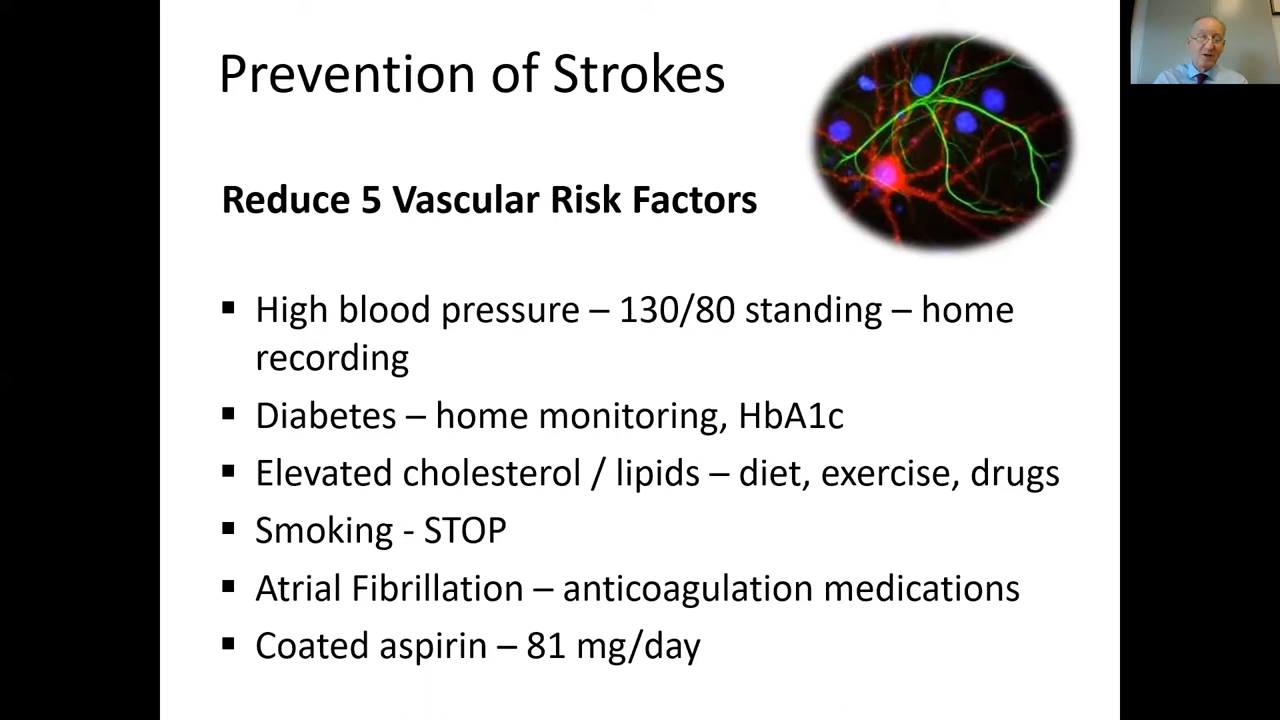 Prevention of Strokes
Reduce 5 Vascular Risk Factors
▪ High blood pressure – 130/80 standing – home
recording
▪ Diabetes – home monitoring, HbA1c
▪ Elevated cholesterol / lipids – diet, exercise, drugs
▪ Smoking - STOP
▪ Atrial Fibrillation – anticoagulation medications
▪ Coated aspirin – 81 mg/day